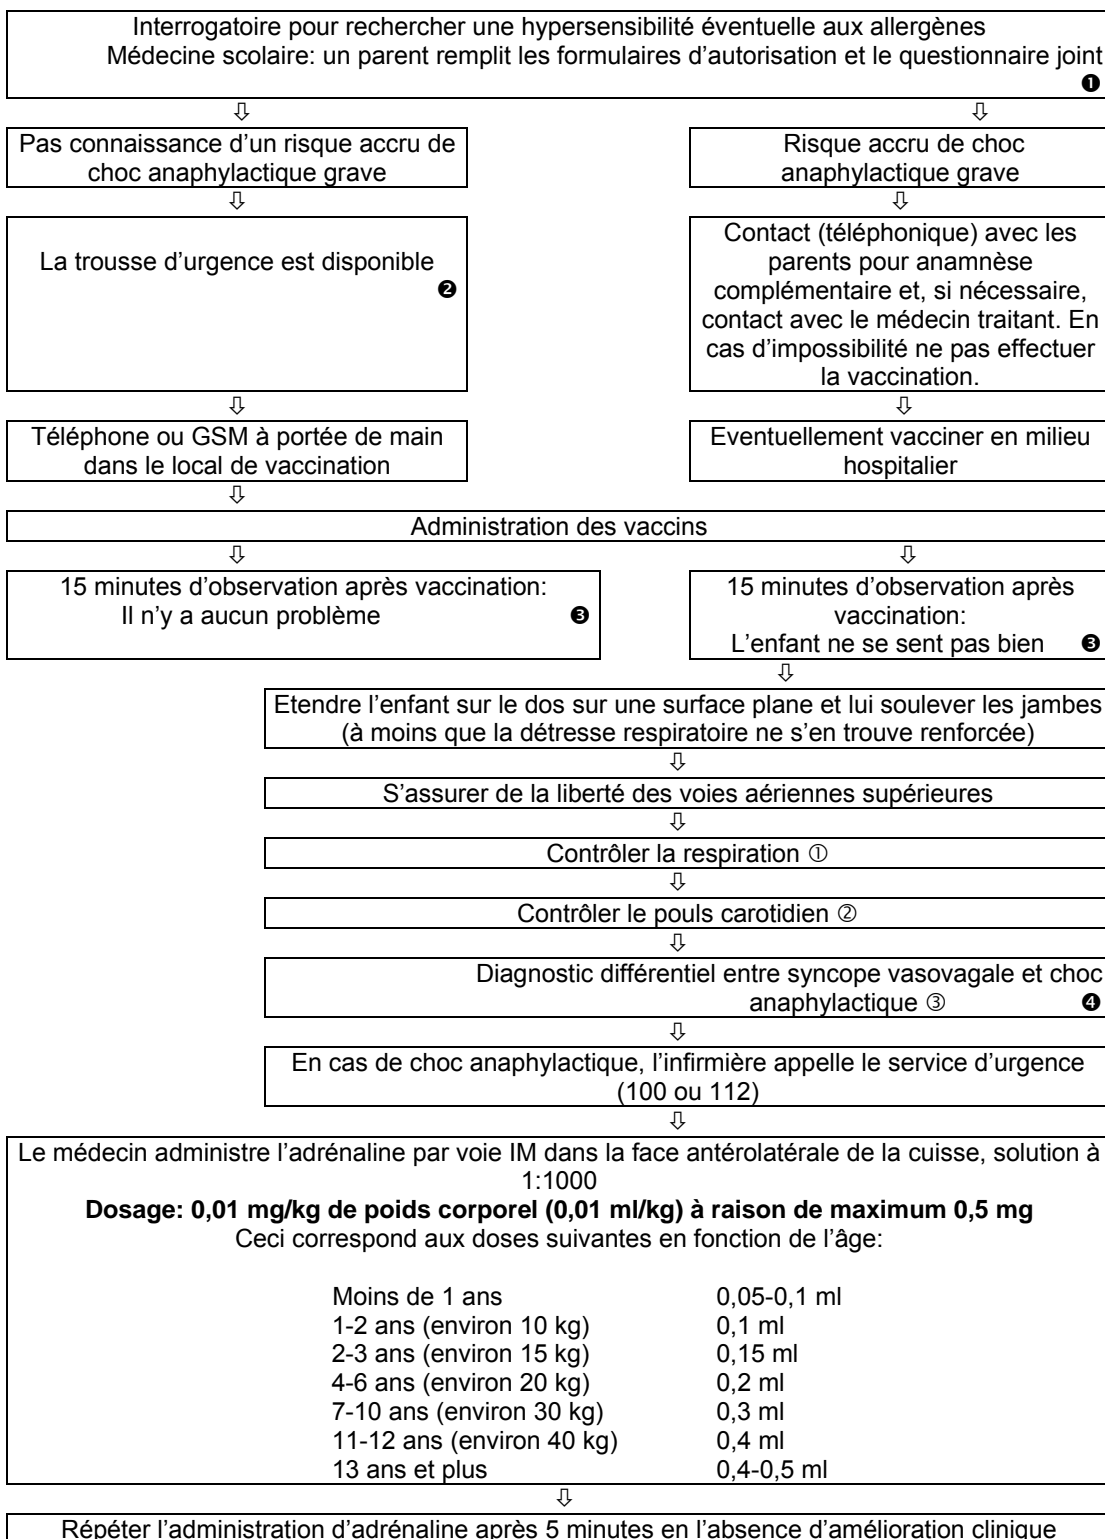 Interrogatoire pour rechercher une hypersensibilité éventuelle aux allergènes
Médecine scolaire: un parent remplit les formulaires d’autorisation et le questionnaire joint
❶
⇩ ⇩
Pas connaissance d’un risque accru de
choc anaphylactique grave
Risque accru de choc
anaphylactique grave
⇩ ⇩
La trousse d’urgence est disponible
❷
Contact (téléphonique) avec les
parents pour anamnèse
complémentaire et, si nécessaire,
contact avec le médecin traitant. En
cas d’impossibilité ne pas effectuer
la vaccination.
⇩ ⇩
Téléphone ou GSM à portée de main
dans le local de vaccination
Eventuellement vacciner en milieu
hospitalier
⇩
Administration des vaccins
⇩ ⇩
15 minutes d’observation après vaccination:
Il n’y a aucun problème ❸
15 minutes d’observation après
vaccination:
L’enfant ne se sent pas bien ❸
⇩
Etendre l’enfant sur le dos sur une surface plane et lui soulever les jambes
(à moins que la détresse respiratoire ne s’en trouve renforcée)
⇩
S’assurer de la liberté des voies aériennes supérieures
⇩
Contrôler la respiration ①
⇩
Contrôler le pouls carotidien ②
⇩
Diagnostic différentiel entre syncope vasovagale et choc
anaphylactique ③ ❹
⇩
En cas de choc anaphylactique, l’infirmière appelle le service d’urgence
(100 ou 112)
⇩
Le médecin administre l’adrénaline par voie IM dans la face antérolatérale de la cuisse, solution à
1:1000
Dosage: 0,01 mg/kg de poids corporel (0,01 ml/kg) à raison de maximum 0,5 mg
Ceci correspond aux doses suivantes en fonction de l’âge:
Moins de 1 ans 0,05-0,1 ml
1-2 ans (environ 10 kg) 0,1 ml
2-3 ans (environ 15 kg) 0,15 ml
4-6 ans (environ 20 kg) 0,2 ml
7-10 ans (environ 30 kg) 0,3 ml
11-12 ans (environ 40 kg) 0,4 ml
13 ans et plus 0,4-0,5 ml
⇩
Répéter l’administration d’adrénaline après 5 minutes en l’absence d’amélioration clinique